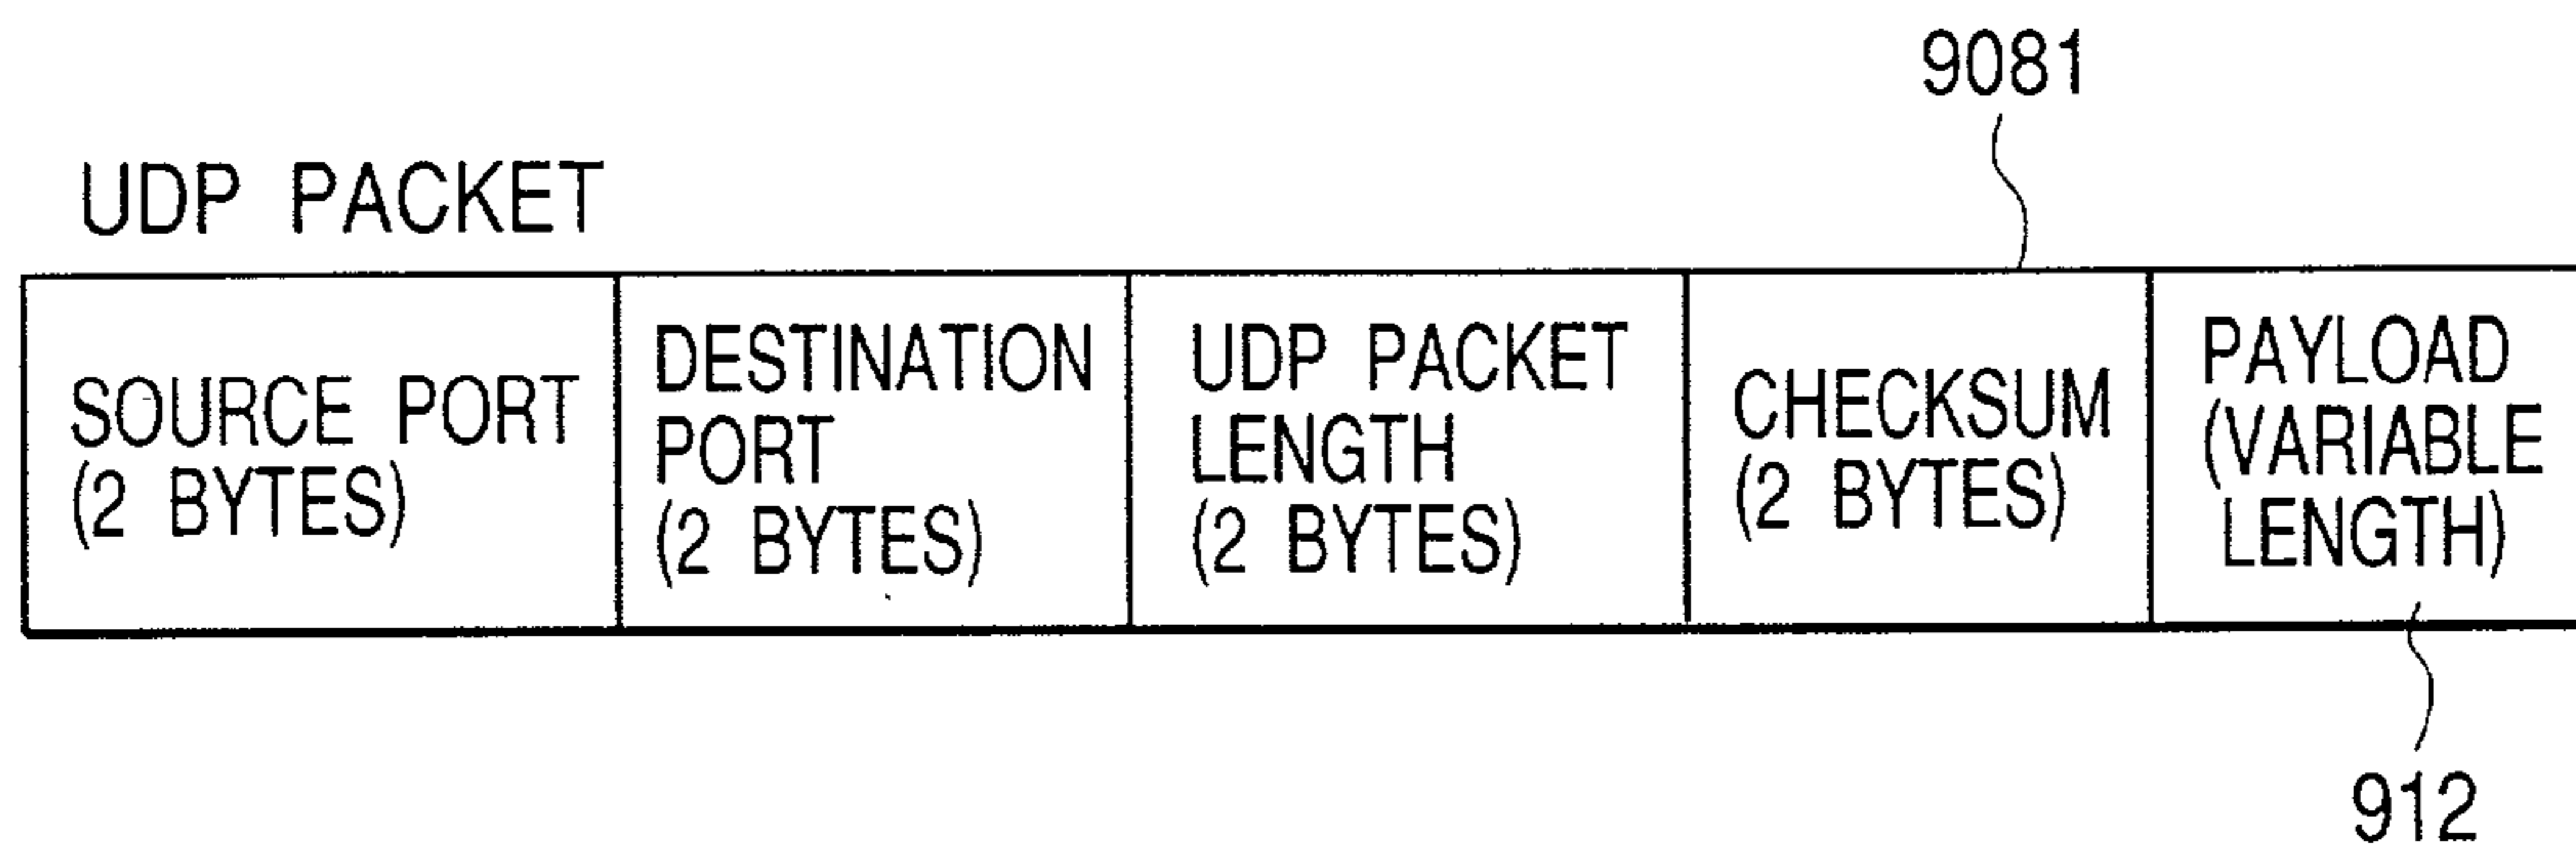 9081
UDP PACKET
SOURCE PORT
(2 BYTES)
DESTINATION
PORT
(2 BYTES)
UDP PACKET
LENGTH
(2 BYTES)
CHECKSUM
(2 BYTES)
PAYLOAD
(VARIABLE
LENGTH)
912